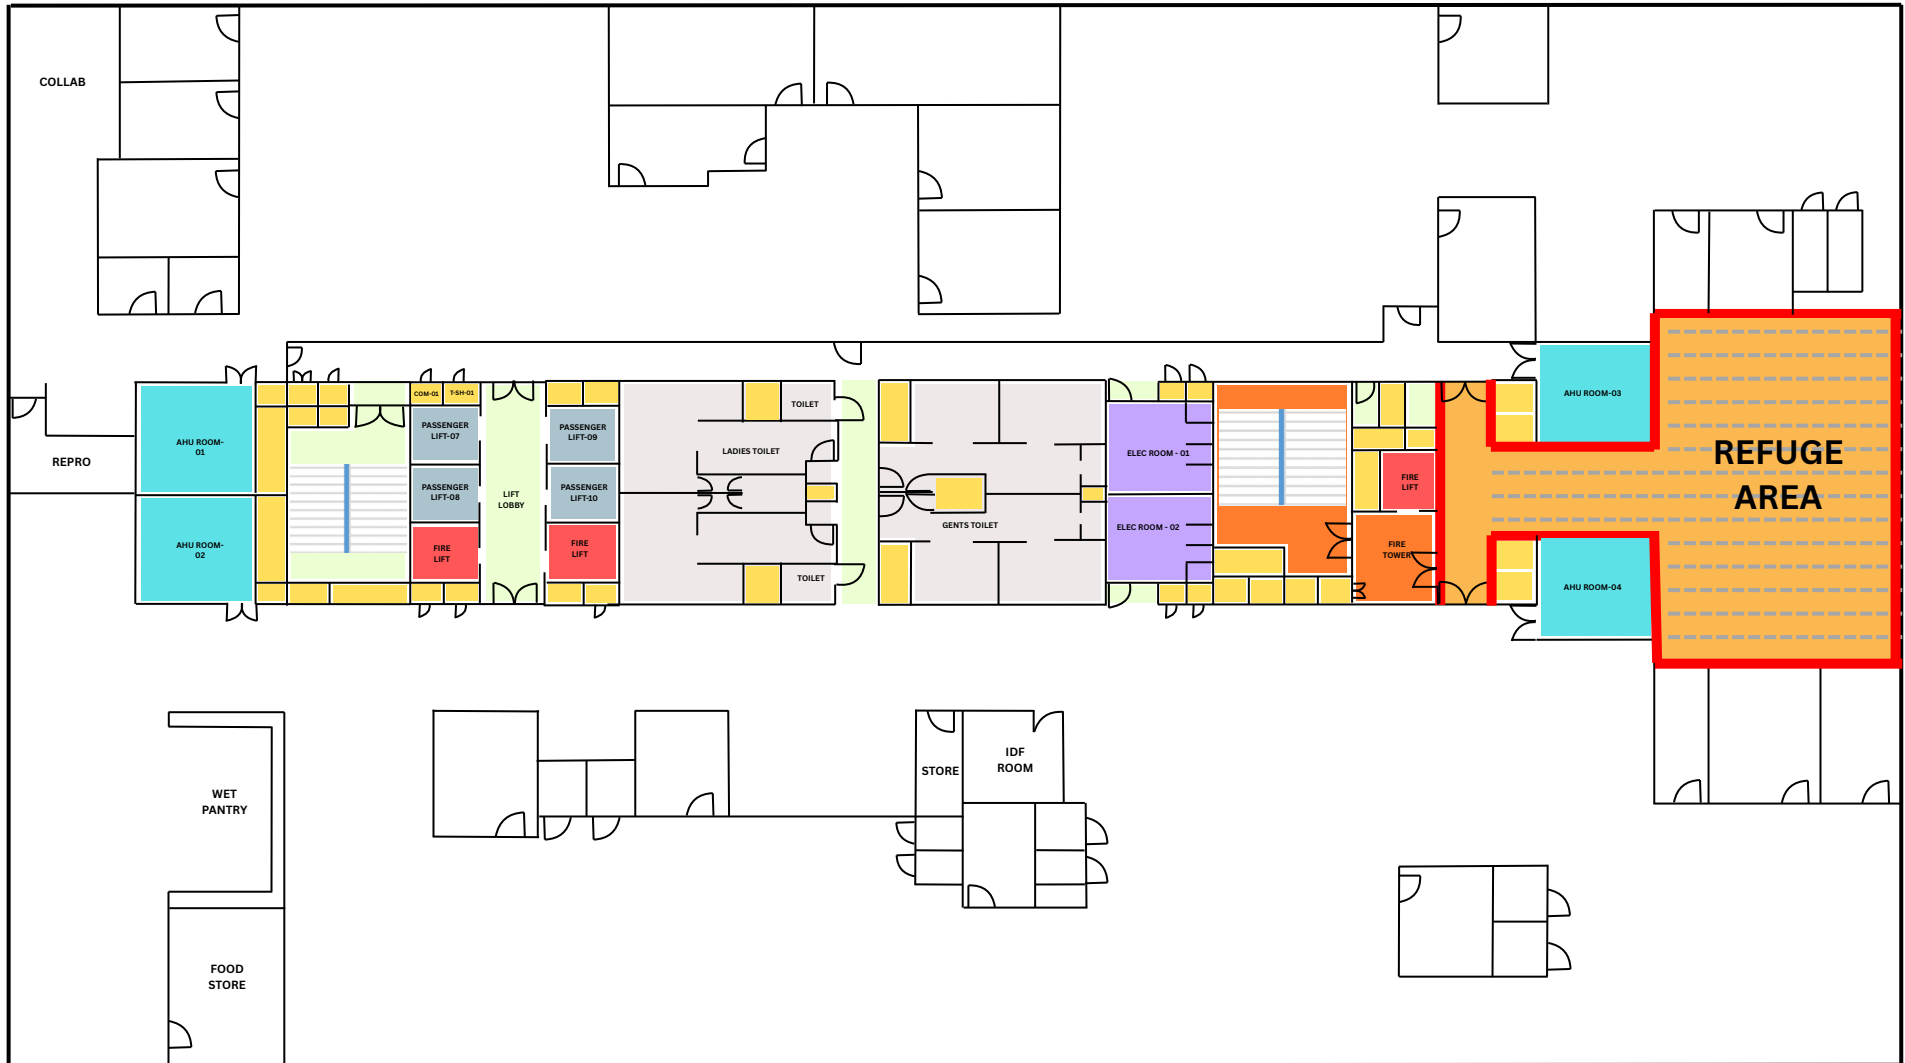 COLLAB
REPRO
AHU ROOM-
01
AHU ROOM-
02
COM-01
T-SH-01
PASSENGER
LIFT-07
PASSENGER
LIFT-08
FIRE
LIFT
LIFT
LOBBY
PASSENGER
LIFT-09
PASSENGER
LIFT-10
FIRE
LIFT
TOILET
LADIES TOILET
TOILET
GENTS TOILET
ELEC ROOM - 01
ELEC ROOM - 02
FIRE
LIFT
FIRE
TOWER
AHU ROOM-03
AHU ROOM-04
REFUGE
AREA
WET
PANTRY
FOOD
STORE
STORE
IDF
ROOM